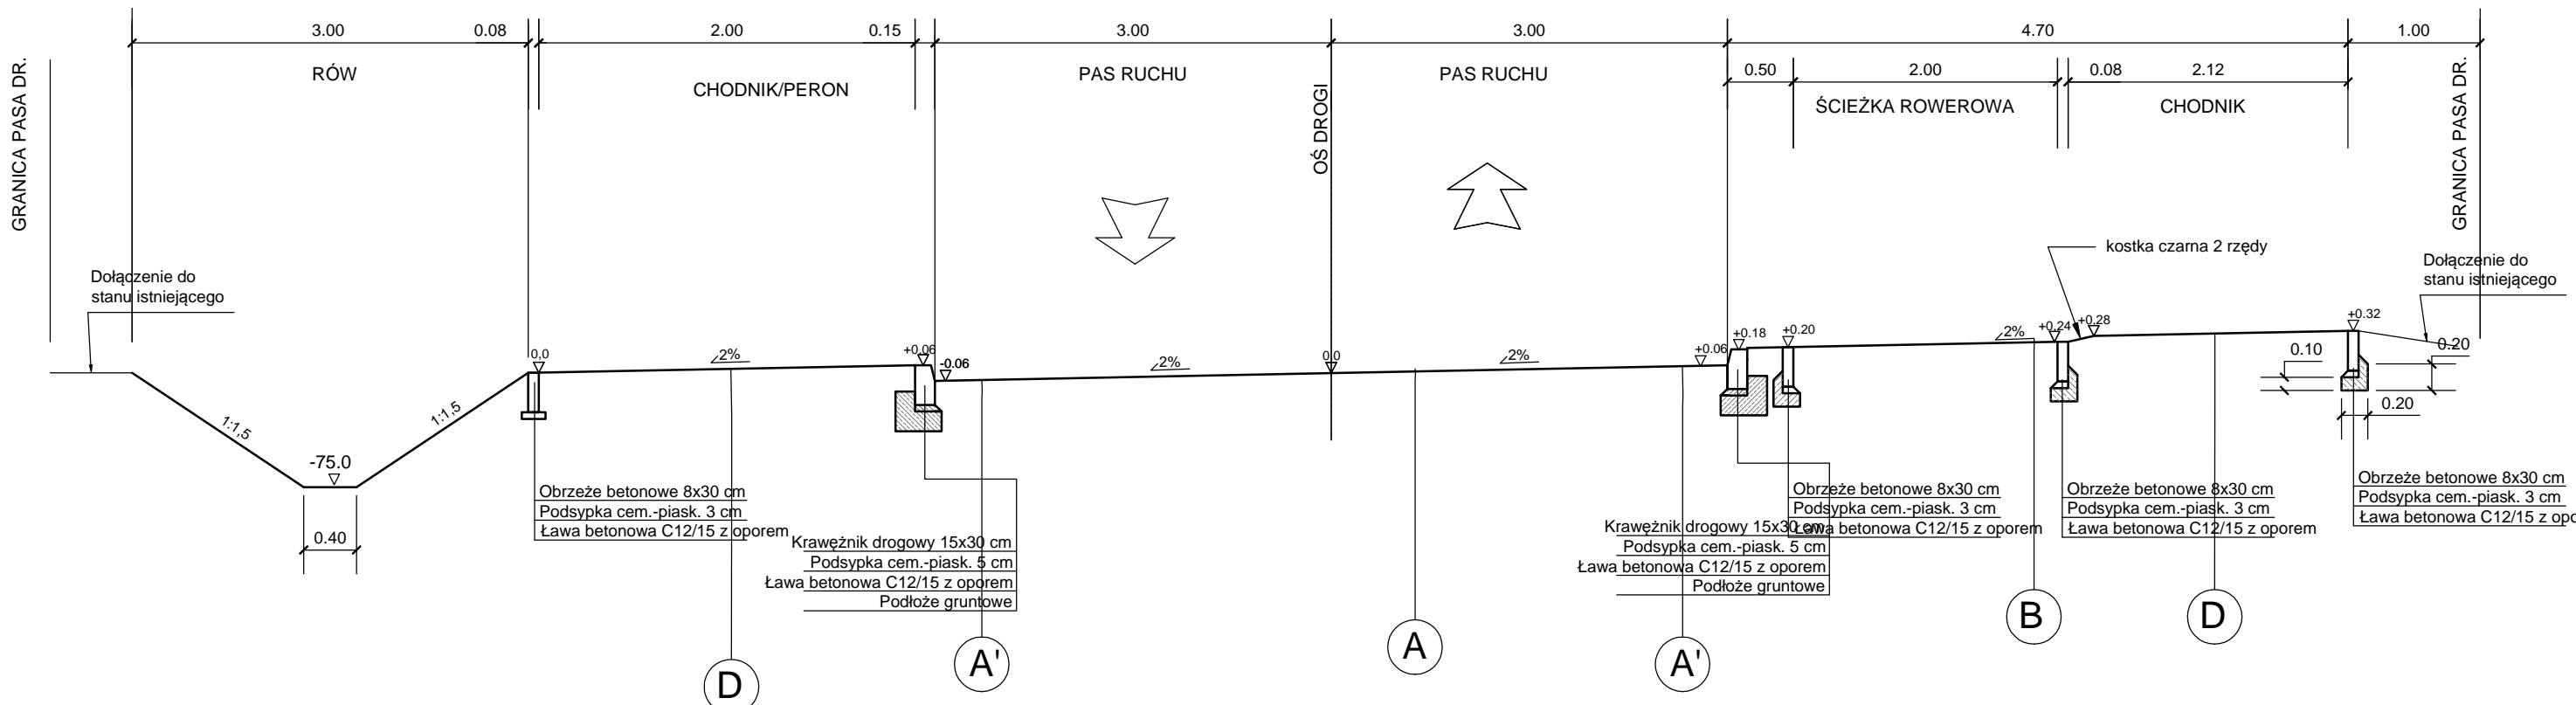 3.00
0.08
2.00
0.15
3.00
3.00
4.70
1.00
GRANICA PASA DR.
RÓW
CHODNIK/PERON
PAS RUCHU
OŚ DROGI
PAS RUCHU
0.50
2.00
0.08
2.12
ŚCIEŻKA ROWEROWA
CHODNIK
GRANICA PASA DR.
kostka czarna 2 rzędy
Dołączenie do
stanu istniejącego
Dołączenie do
stanu istniejącego
0,0
2%
+0.06
-0.06
2%
0,0
2%
+0.06
+0.18
+0.20
2%
+0.24
+0.28
+0.32
0.10
0.20
0.20
1:1,5
-75.0
1:1,5
0.40
Obrzeże betonowe 8x30 cm
Podsypka cem.-piask. 3 cm
Ława betonowa C12/15 z oporem
Krawężnik drogowy 15x30 cm
Podsypka cem.-piask. 5 cm
Ława betonowa C12/15 z oporem
Podłoże gruntowe
Krawężnik drogowy 15x30 cm
Podsypka cem.-piask. 5 cm
Ława betonowa C12/15 z oporem
Podłoże gruntowe
Obrzeże betonowe 8x30 cm
Podsypka cem.-piask. 3 cm
Ława betonowa C12/15 z oporem
Obrzeże betonowe 8x30 cm
Podsypka cem.-piask. 3 cm
Ława betonowa C12/15 z oporem
Obrzeże betonowe 8x30 cm
Podsypka cem.-piask. 3 cm
Ława betonowa C12/15 z opo
D
A'
A
A'
B
D